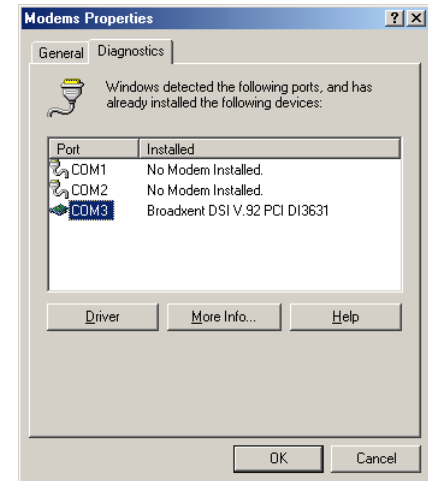 Modems Properties
General Diagnostics
Windows detected the following ports, and has
already installed the following devices:
Port Installed
COM1 No Modem Installed.
COM2 No Modem Installed.
COM3 Broadxent DSI V.92 PCI DI3631
Driver More Info... Help
OK Cancel